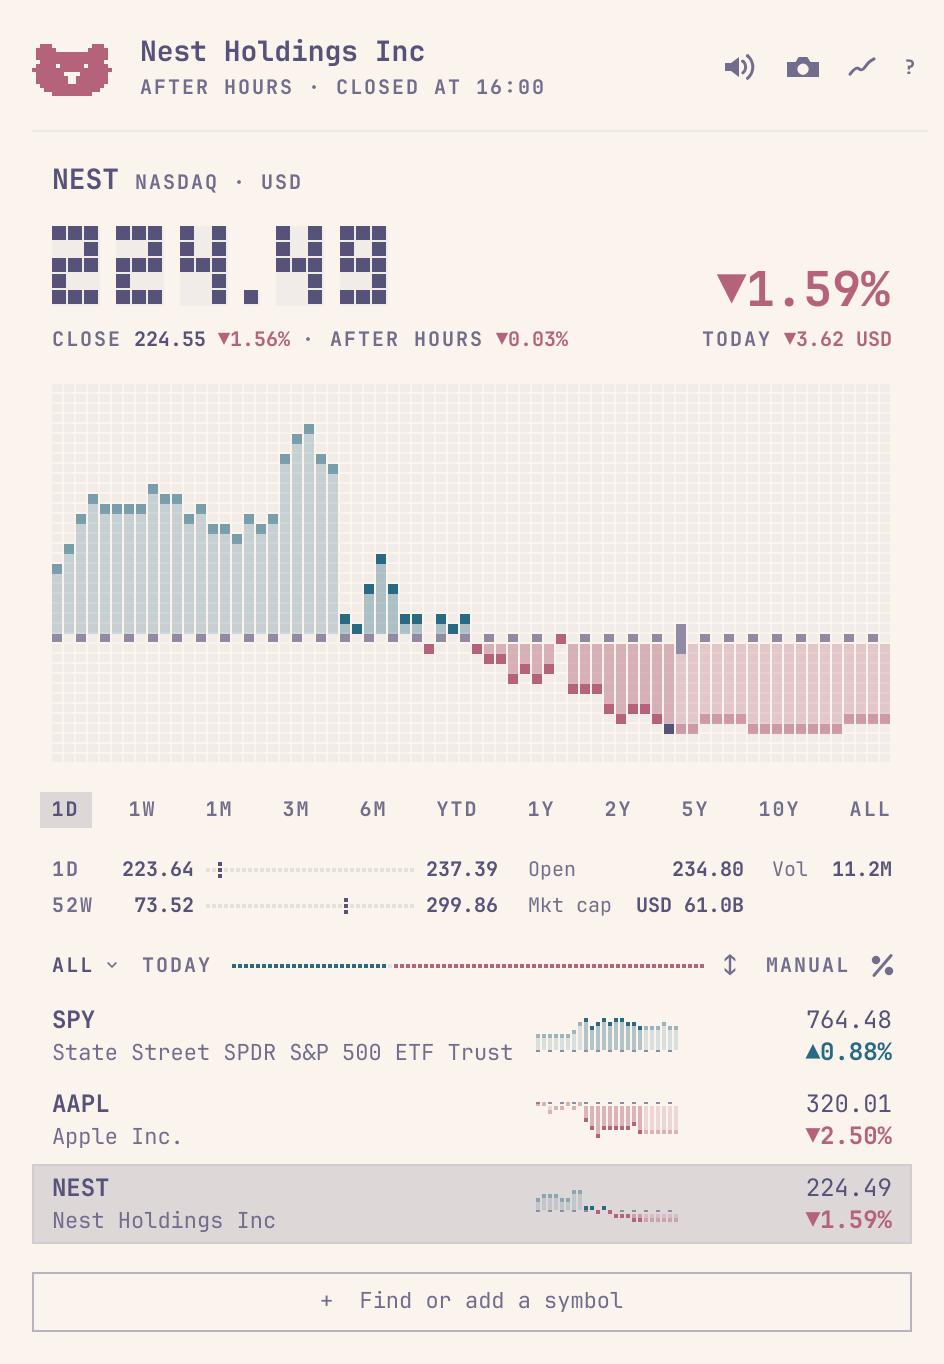 Nest Holdings Inc
AFTER HOURS · CLOSED AT 16:00
?
NEST NASDAQ · USD
224.49
▼1.59%
CLOSE 224.55 ▼1.56% · AFTER HOURS ▼0.03%
TODAY ▼3.62 USD
1D 1W 1M 3M 6M YTD 1Y 2Y 5Y 10Y ALL
1D 223.64 237.39 Open 234.80 Vol 11.2M
52W 73.52 299.86 Mkt cap USD 61.0B
ALL TODAY ↕ MANUAL %
SPY 764.48
State Street SPDR S&P 500 ETF Trust ▲0.88%
AAPL 320.01
Apple Inc. ▼2.50%
NEST 224.49
Nest Holdings Inc ▼1.59%
+ Find or add a symbol